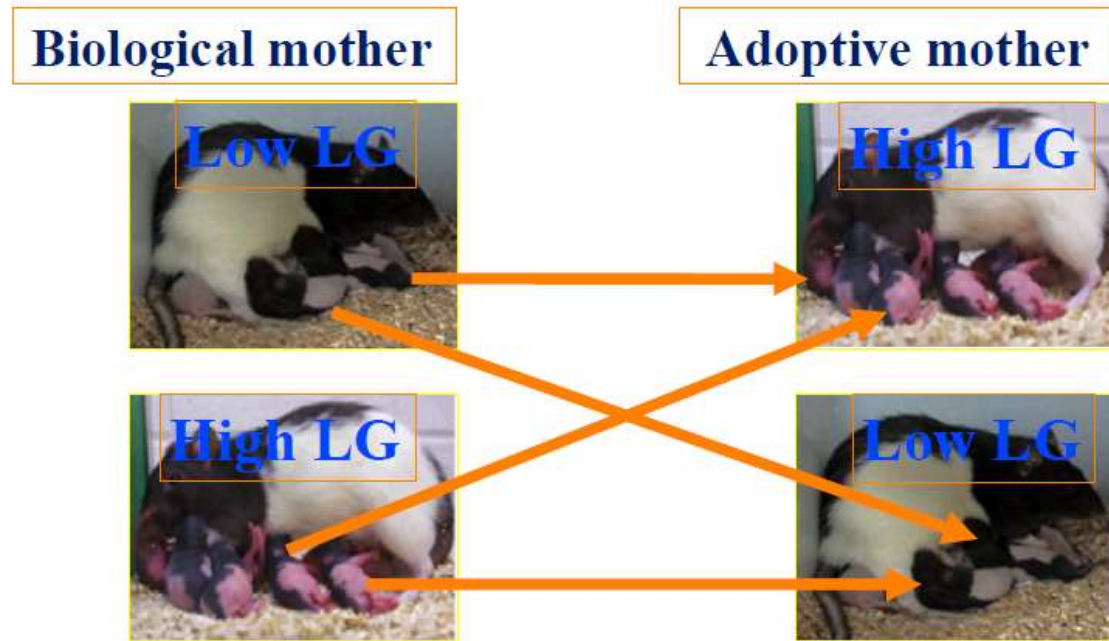 Biological mother
Adoptive mother
Low LG
High LG
High LG
Low LG